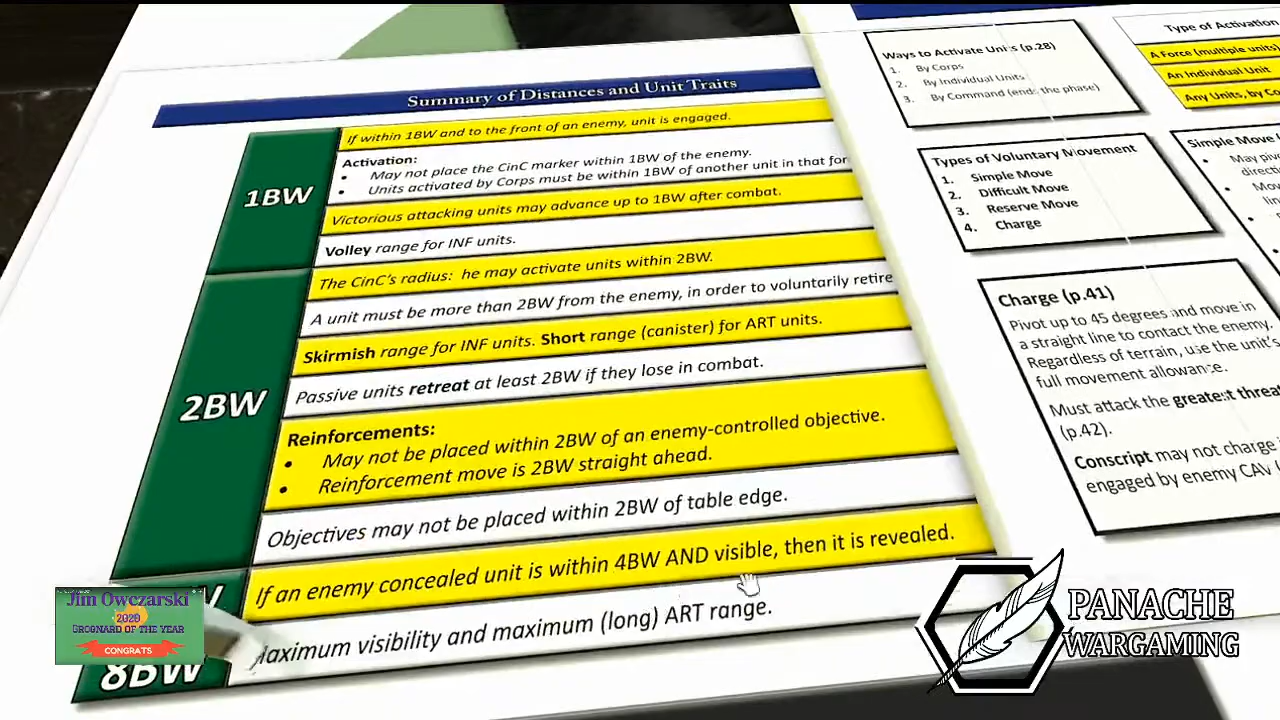 Summary of Distances and Unit Traits
1BW
If within 1BW and to the front of an enemy, unit is engaged.
Activation:
• May not place the CinC marker within 1BW of the enemy.
• Units activated by Corps must be within 1BW of another unit in that for
Victorious attacking units may advance up to 1BW after combat.
Volley range for INF units.
2BW
The CinC's radius: he may activate units within 2BW.
A unit must be more than 2BW from the enemy, in order to voluntarily retire
Skirmish range for INF units. Short range (canister) for ART units.
Passive units retreat at least 2BW if they lose in combat.
Reinforcements:
• May not be placed within 2BW of an enemy-controlled objective.
• Reinforcement move is 2BW straight ahead.
Objectives may not be placed within 2BW of table edge.
If an enemy concealed unit is within 4BW AND visible, then it is revealed.
8BW
Maximum visibility and maximum (long) ART range.
Ways to Activate Units (p.28)
1. By Corps
2. By Individual Units
3. By Command (ends the phase)
Type of Activation
A Force (multiple units)
An Individual Unit
Any Units, by Co
Types of Voluntary Movement
1. Simple Move
2. Difficult Move
3. Reserve Move
4. Charge
Simple Move
• May piv
directi
• Mov
Charge (p.41)
Pivot up to 45 degrees and move in
a straight line to contact the enemy.
Regardless of terrain, use the unit's
full movement allowance.
Must attack the greatest threat
(p.42).
Conscript may not charge
engaged by enemy CAV
Jim Owczarski
2020
GROGNARD OF THE YEAR
CONGRATS
PANACHE
WARGAMING